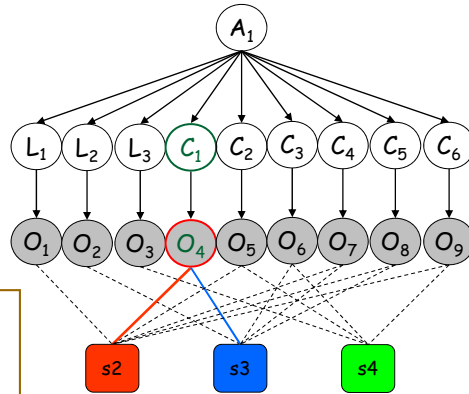 A1
L1 L2 L3 C1 C2 C3 C4 C5 C6
O1 O2 O3 O4 O5 O6 O7 O8 O9
s2 s3 s4